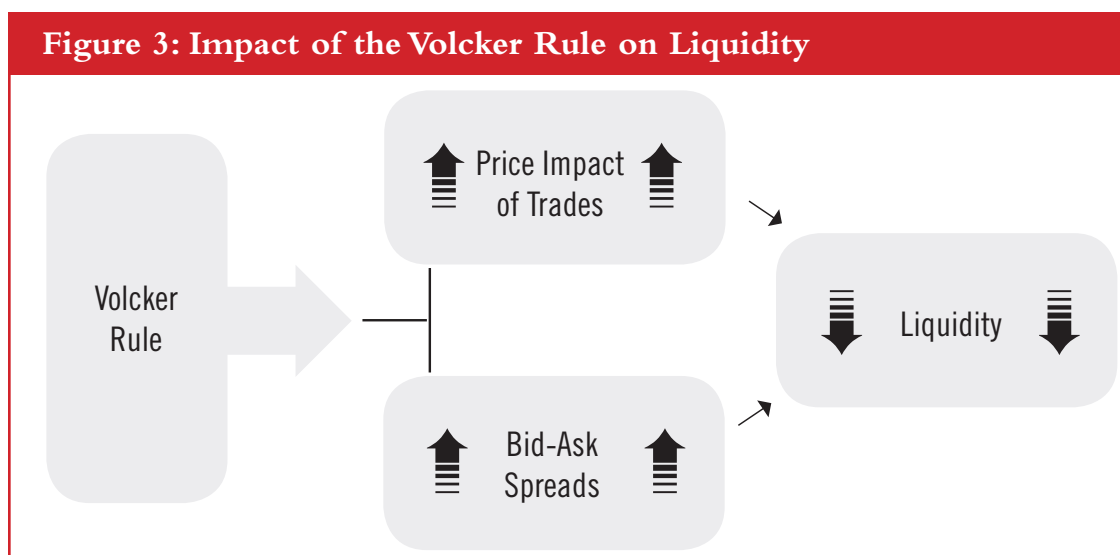 Figure 3: Impact of the Volcker Rule on Liquidity
Volcker
Rule
Price Impact
of Trades
Bid-Ask
Spreads
Liquidity